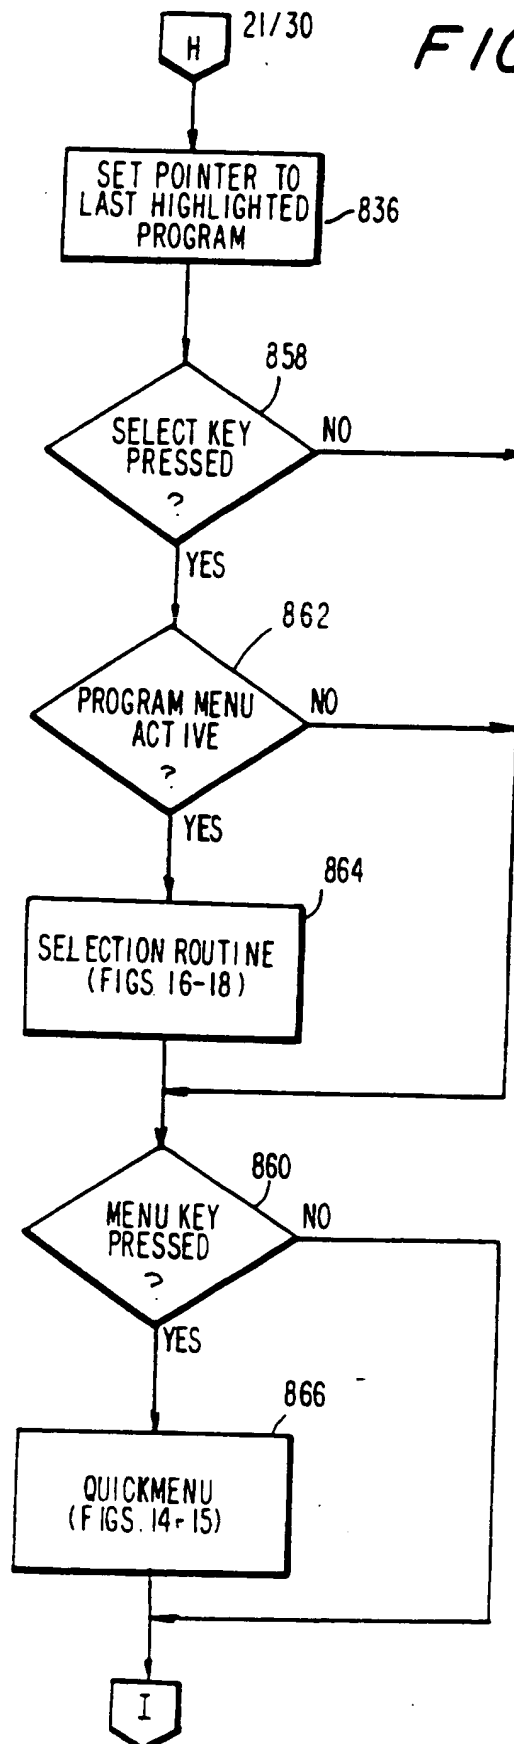 H
21/30
FIG
SET POINTER TO
LAST HIGHLIGHTED
PROGRAM
836
858
SELECT KEY
PRESSED
?
NO
YES
862
PROGRAM MENU
ACTIVE
?
NO
YES
864
SELECTION ROUTINE
(FIGS. 16-18)
860
MENU KEY
PRESSED
?
NO
YES
866
QUICKMENU
(FIGS. 14-15)
I